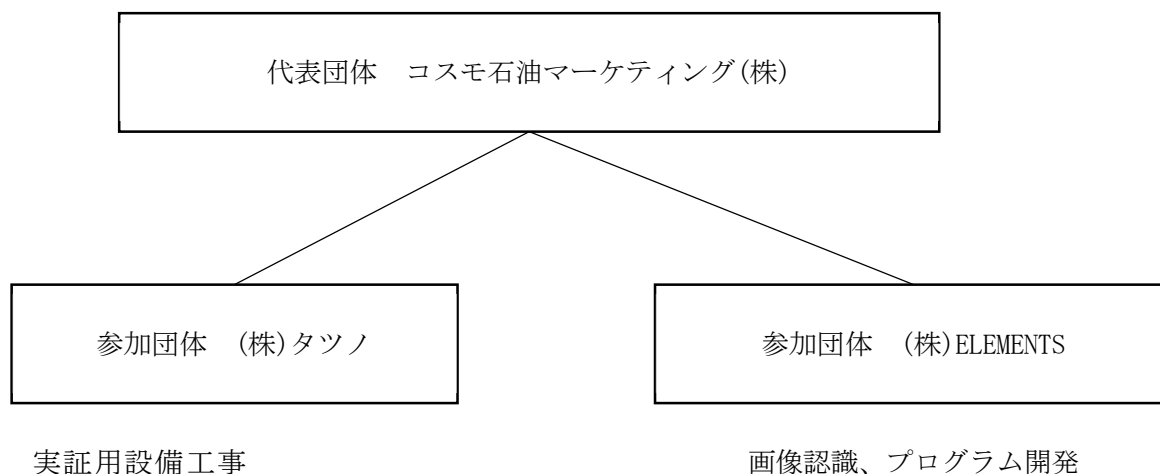 代表団体　コスモ石油マーケティング(株)
参加団体　(株)タツノ
参加団体　(株)ELEMENTS
実証用設備工事
画像認識、プログラム開発